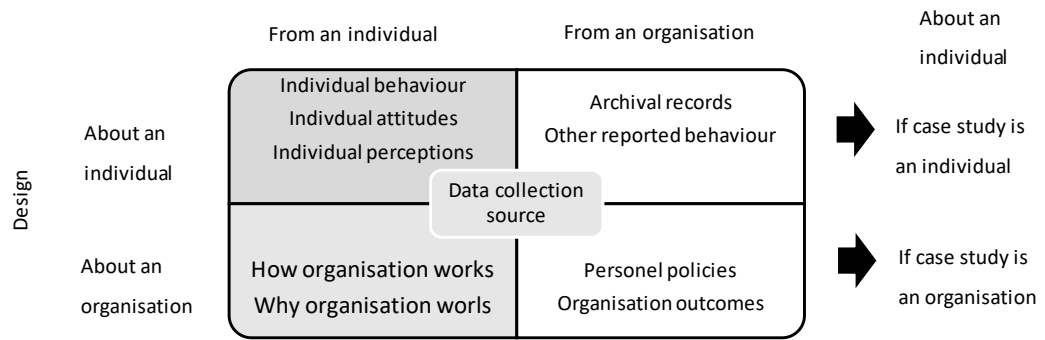 From an individual
From an organisation
About an
individual
Design
About an
individual
Individual behaviour
Indivdual attitudes
Individual perceptions
Archival records
Other reported behaviour
If case study is
an individual
Data collection
source
About an
organisation
How organisation works
Why organisation worls
Personel policies
Organisation outcomes
If case study is
an organisation